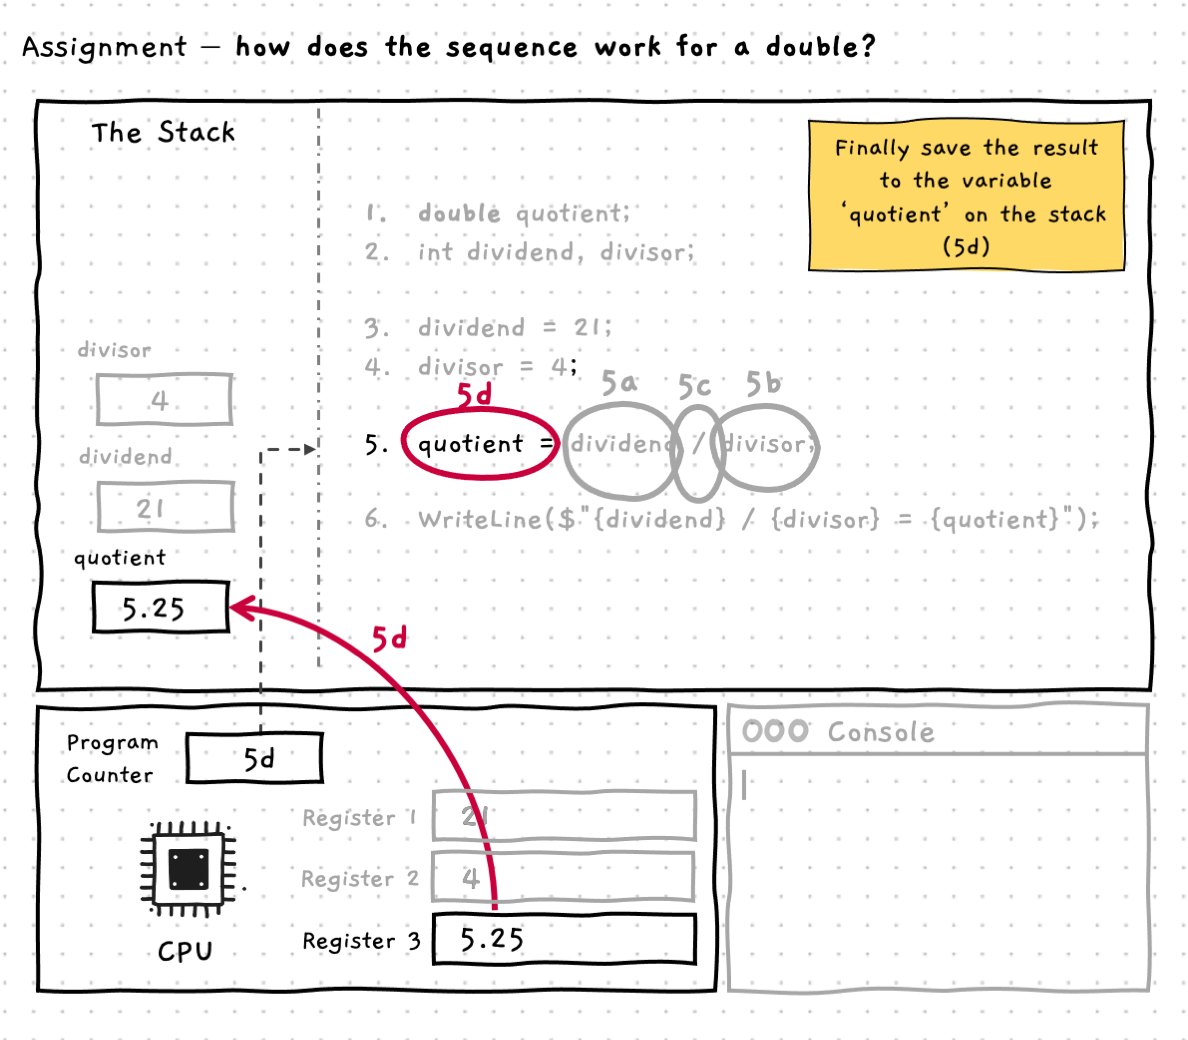 Assignment — how does the sequence work for a double?
The Stack
Finally save the result
to the variable
‘quotient’ on the stack
(5d)
1. double quotient;
2. int dividend, divisor;
3. dividend = 21;
4. divisor = 4;
5d 5a 5c 5b
5. quotient = dividend / divisor;
6. WriteLine($"{dividend} / {divisor} = {quotient}");
divisor
4
dividend
21
quotient
5.25
5d
Program
Counter
5d
CPU
Register 1 21
Register 2 4
Register 3 5.25
Console